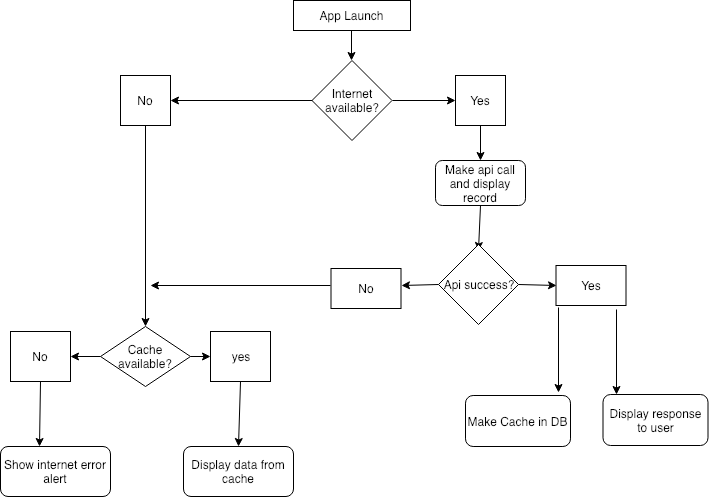 App Launch
Internet
available?
No
Yes
Make api call
and display
record
Api success?
No
Yes
Cache
available?
No
yes
Make Cache in DB
Display response
to user
Show internet error
alert
Display data from
cache